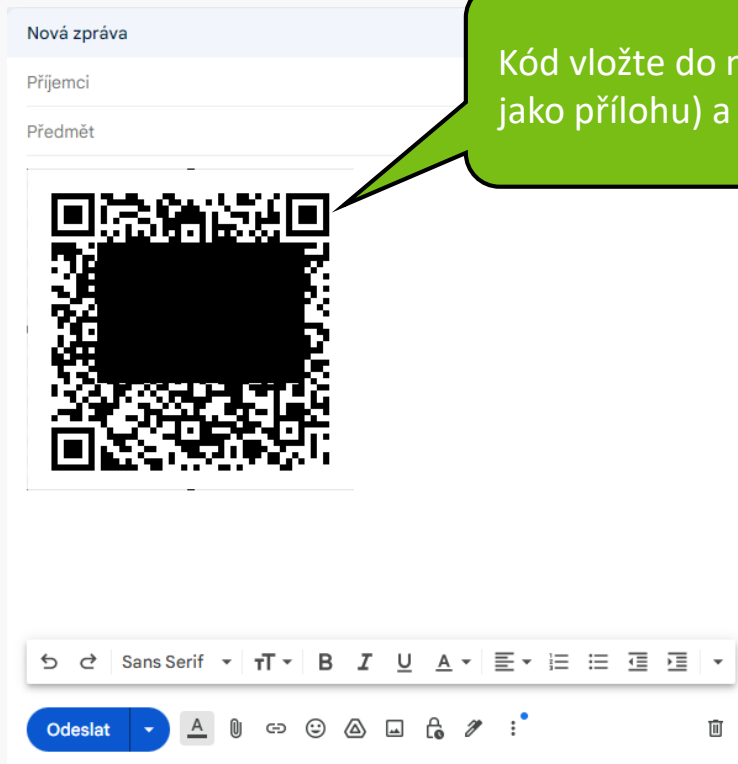 Nová zpráva
Kód vložte do
jako přílohu) a
Příjemci
Předmět
Sans Serif
Odeslat